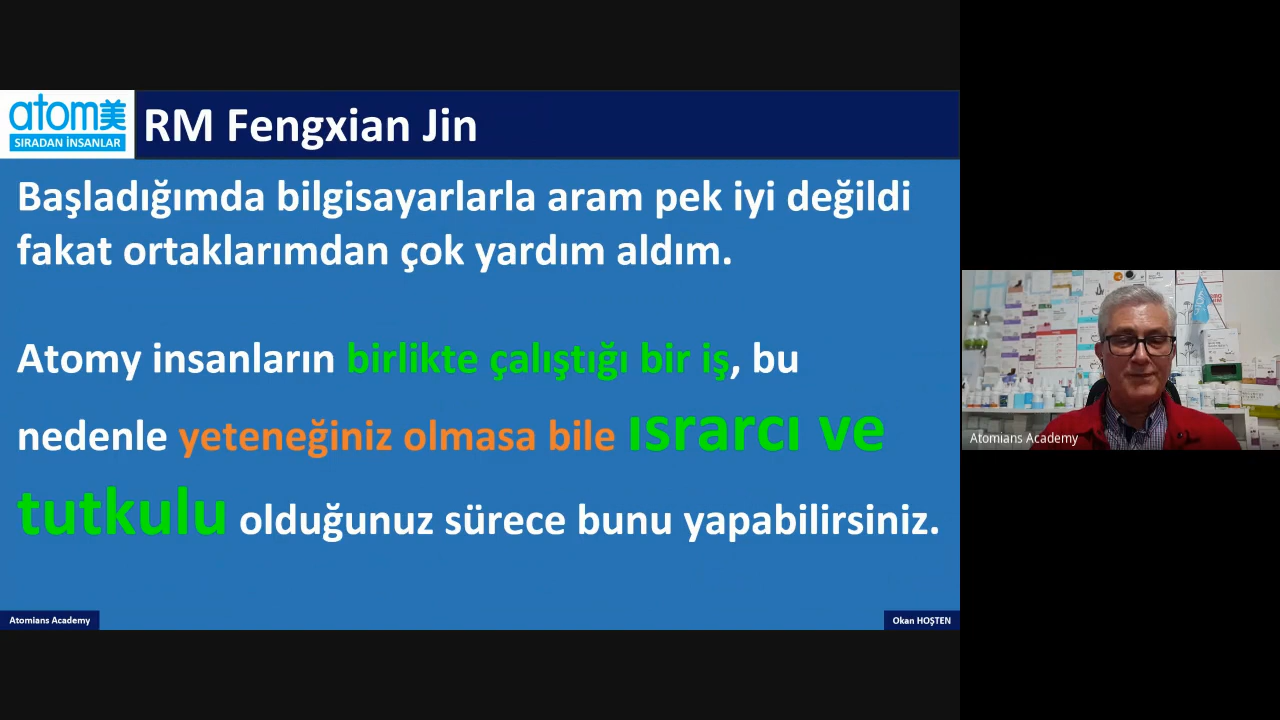 atom美
SIRADAN İNSANLAR
RM Fengxian Jin
Başladığımda bilgisayarlarla aram pek iyi değildi
fakat ortaklarımdan çok yardım aldım.
Atomy insanların birlikte çalıştığı bir iş, bu
nedenle yeteneğiniz olmasa bile ısrarcı ve
tutkulu olduğunuz sürece bunu yapabilirsiniz.
Atomians Academy
Okan HOŞTEN
Atomians Academy